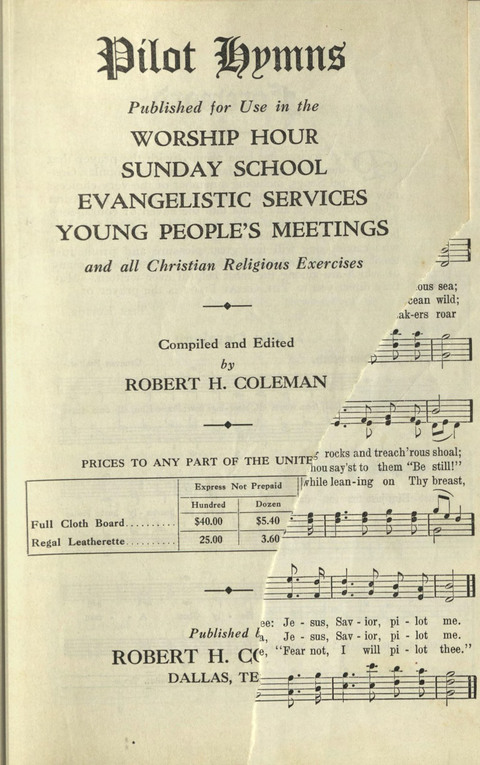 Pilot Hymns
Published for Use in the
WORSHIP HOUR
SUNDAY SCHOOL
EVANGELISTIC SERVICES
YOUNG PEOPLE'S MEETINGS
and all Christian Religious Exercises
Compiled and Edited
by
ROBERT H. COLEMAN
PRICES TO ANY PART OF THE UNITE
Express Not Prepaid
Hundred Dozen
Full Cloth Board.......... $40.00 $5.40
Regal Leatherette.......... 25.00 3.60
Published b
ROBERT H. CO
DALLAS, TE
ous sea;
cean wild;
ak-ers roar
rocks and treach'rous shoal;
hou say'st to them "Be still!"
while lean-ing on Thy breast,
ee: Je - sus, Sav - ior, pi - lot me.
a, Je - sus, Sav - ior, pi - lot me.
e, "Fear not, I will pi - lot thee."